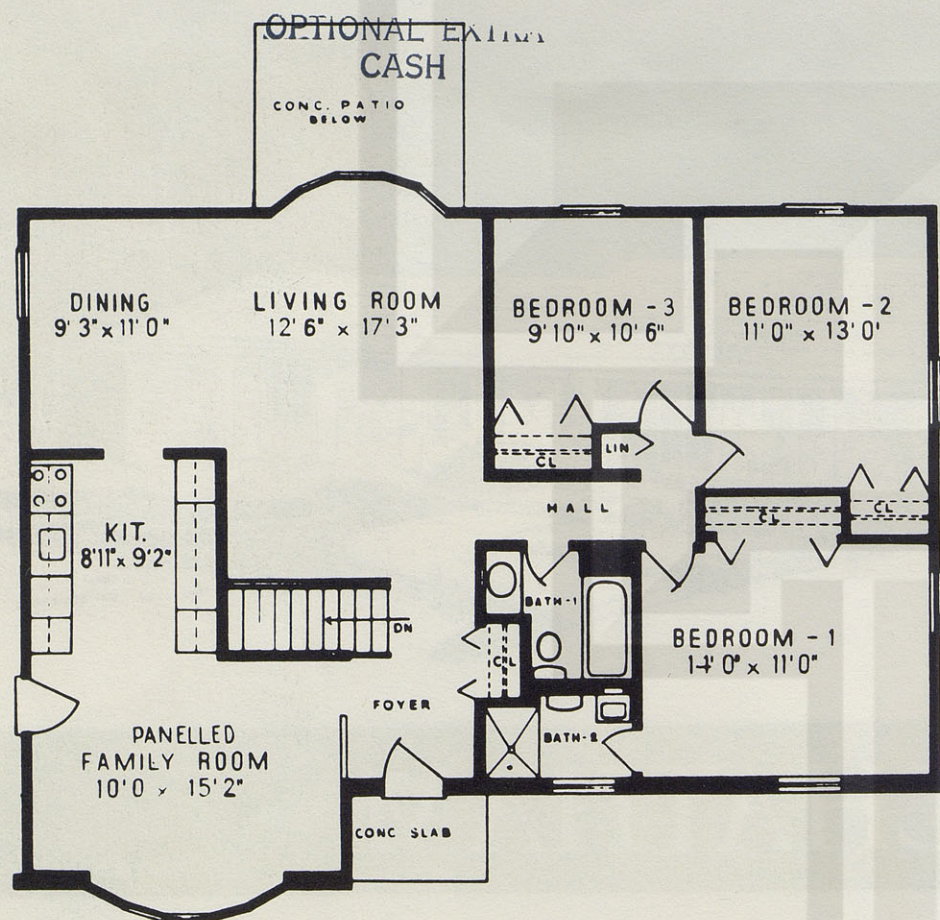 OPTIONAL EXTRA
CASH
CONC. PATIO
BELOW
DINING
9'3" x 11'0"
LIVING ROOM
12'6" x 17'3"
BEDROOM - 3
9'10" x 10'6"
BEDROOM - 2
11'0" x 13'0'
CL
LIN
HALL
CL
CL
KIT.
8'11" x 9'2"
DN
BATH-1
CL
BEDROOM - 1
14'0" x 11'0"
FOYER
BATH-2
PANELLED
FAMILY ROOM
10'0 x 15'2"
CONC SLAB